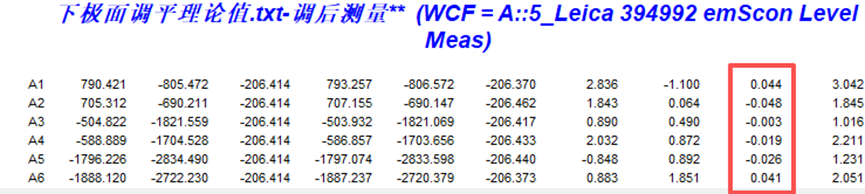 下极面调平理论值.txt-调后测量** (WCF = A::5_Leica 394992 emScon Level
Meas)
A1 790.421 -805.472 -206.414 793.257 -806.572 -206.370 2.836 -1.100 0.044 3.042
A2 705.312 -690.211 -206.414 707.155 -690.147 -206.462 1.843 0.064 -0.048 1.845
A3 -504.822 -1821.559 -206.414 -503.932 -1821.069 -206.417 0.890 0.490 -0.003 1.016
A4 -588.889 -1704.528 -206.414 -586.857 -1703.656 -206.433 2.032 0.872 -0.019 2.211
A5 -1796.226 -2834.490 -206.414 -1797.074 -2833.598 -206.440 -0.848 0.892 -0.026 1.231
A6 -1888.120 -2722.230 -206.414 -1887.237 -2720.379 -206.373 0.883 1.851 0.041 2.051